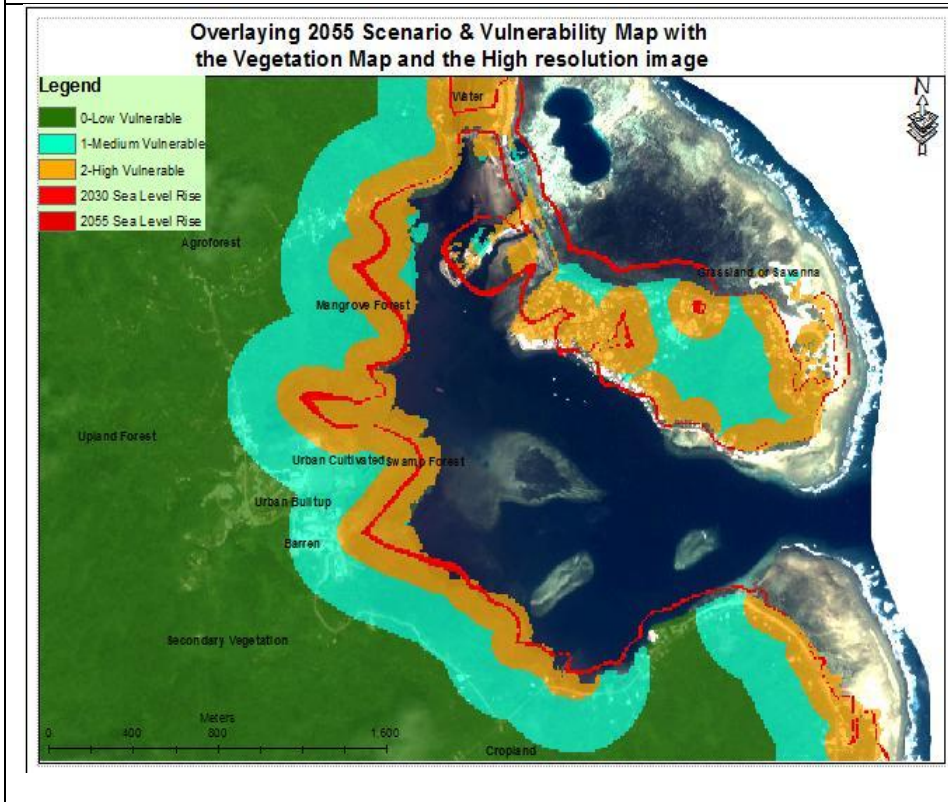 Overlaying 2055 Scenario & Vulnerability Map with
the Vegetation Map and the High resolution image
Legend
0-Low Vulnerable
1-Medium Vulnerable
2-High Vulnerable
2030 Sea Level Rise
2055 Sea Level Rise
N
Water
Agroforest
Grassland or Savanna
Mangrove Forest
Upland Forest
Urban Cultivated
Swamp Forest
Urban Builtup
Barren
Secondary Vegetation
Meters
0 400 800 1,600
Cropland